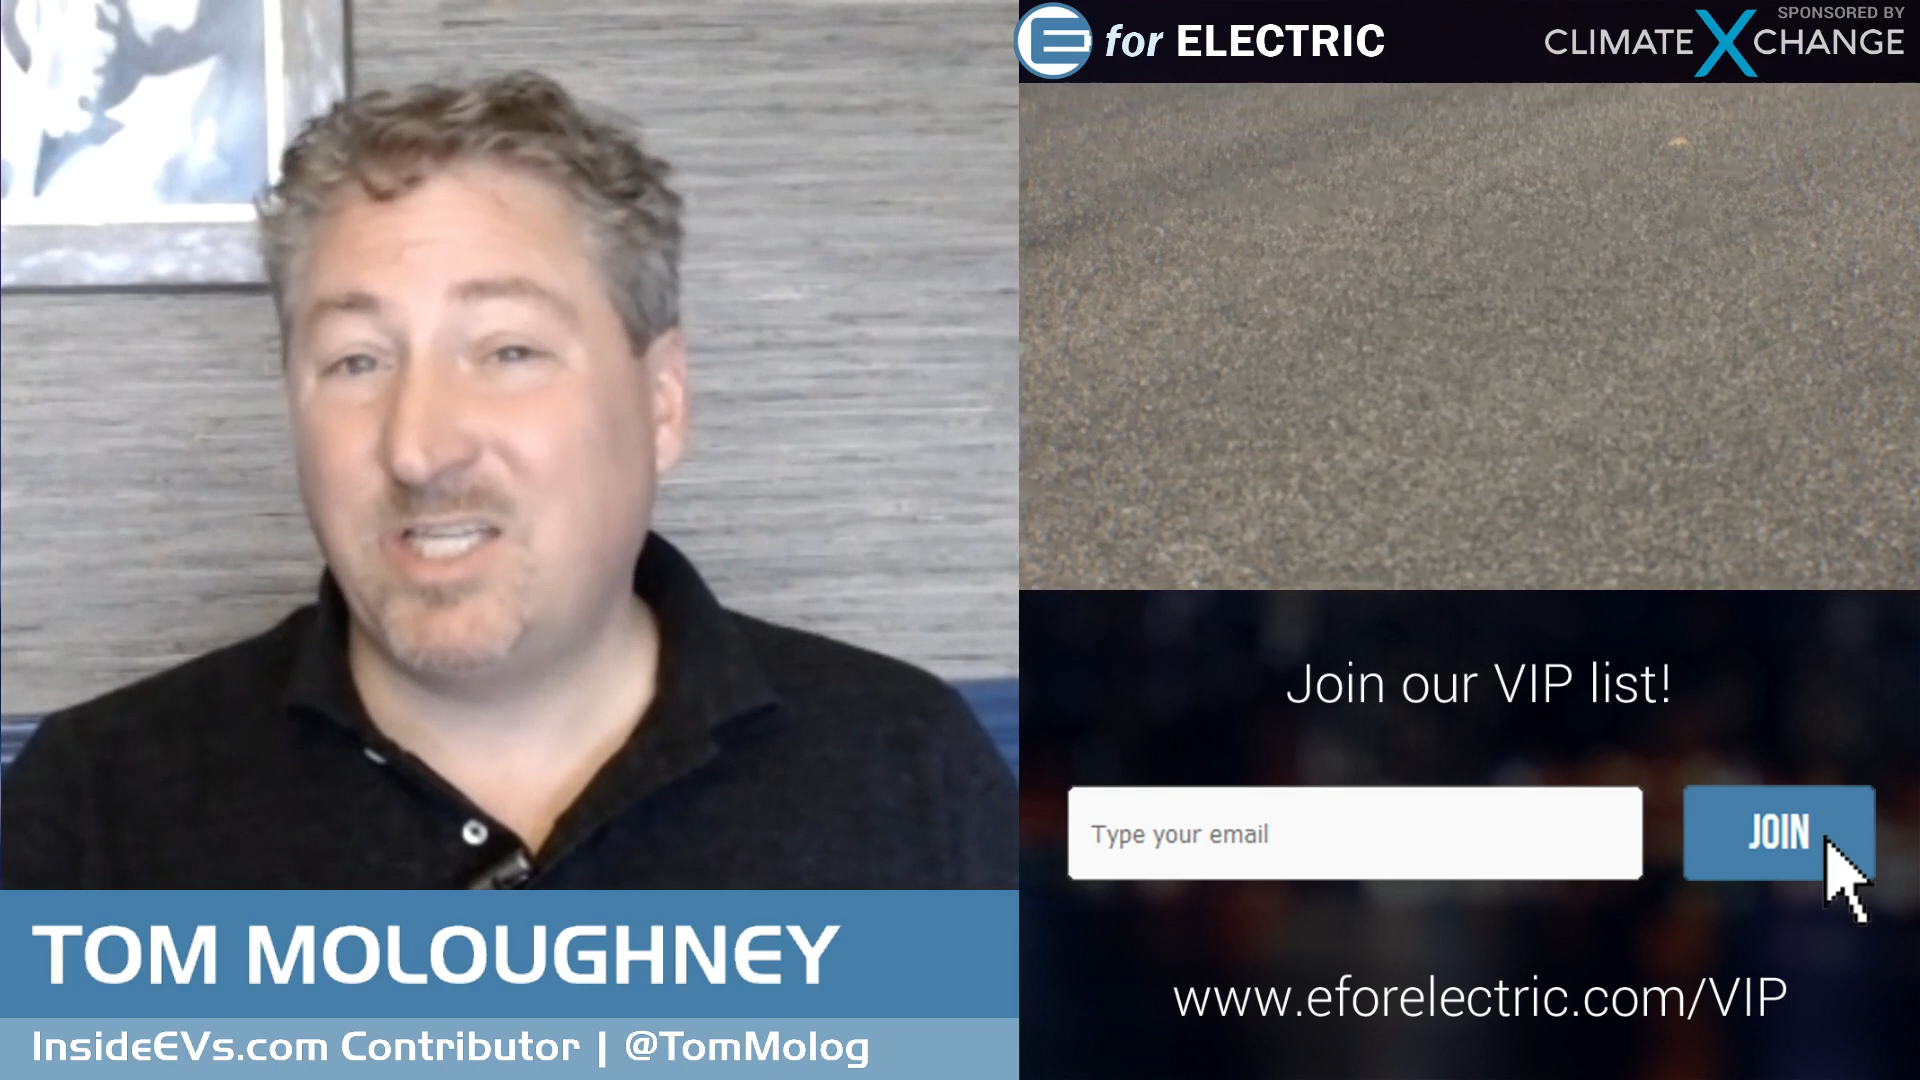 TOM MOLOUGHNEY
InsideEVs.com Contributor | @TomMolog
E for ELECTRIC
SPONSORED BY
CLIMATE XCHANGE
Join our VIP list!
Type your email
JOIN
www.eforelectric.com/VIP